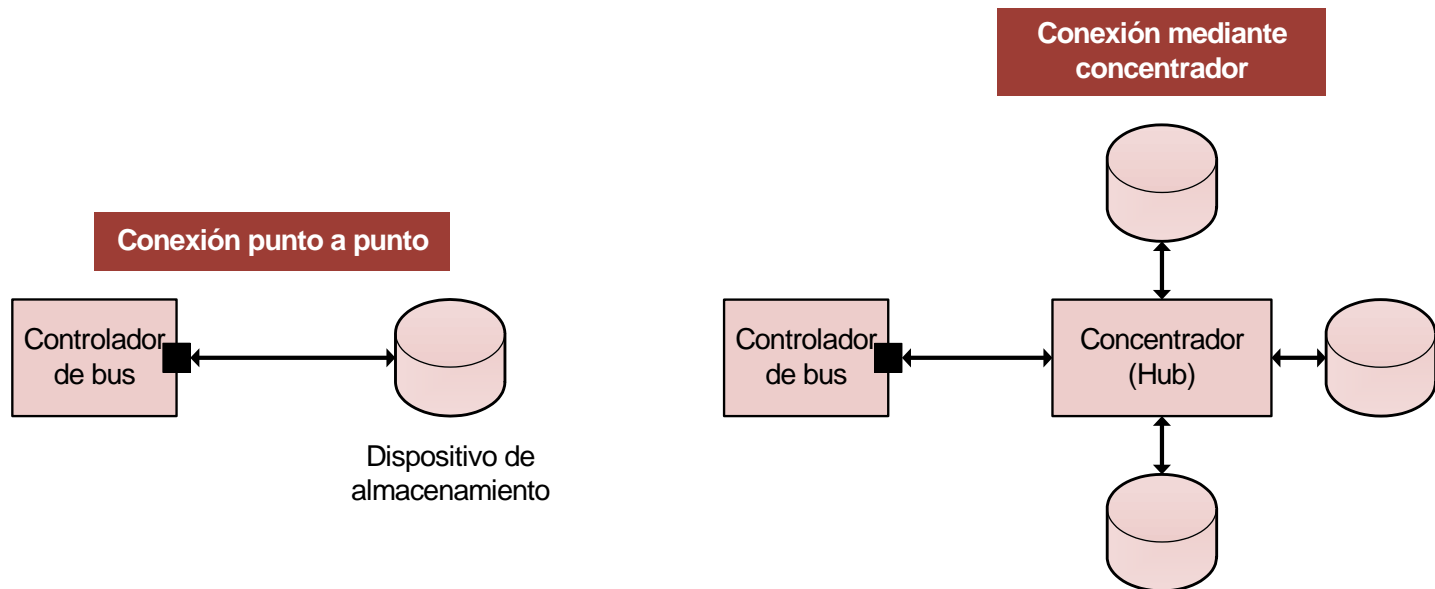 Conexión mediante
concentrador
Conexión punto a punto
Controlador
de bus
Dispositivo de
almacenamiento
Controlador
de bus
Concentrador
(Hub)